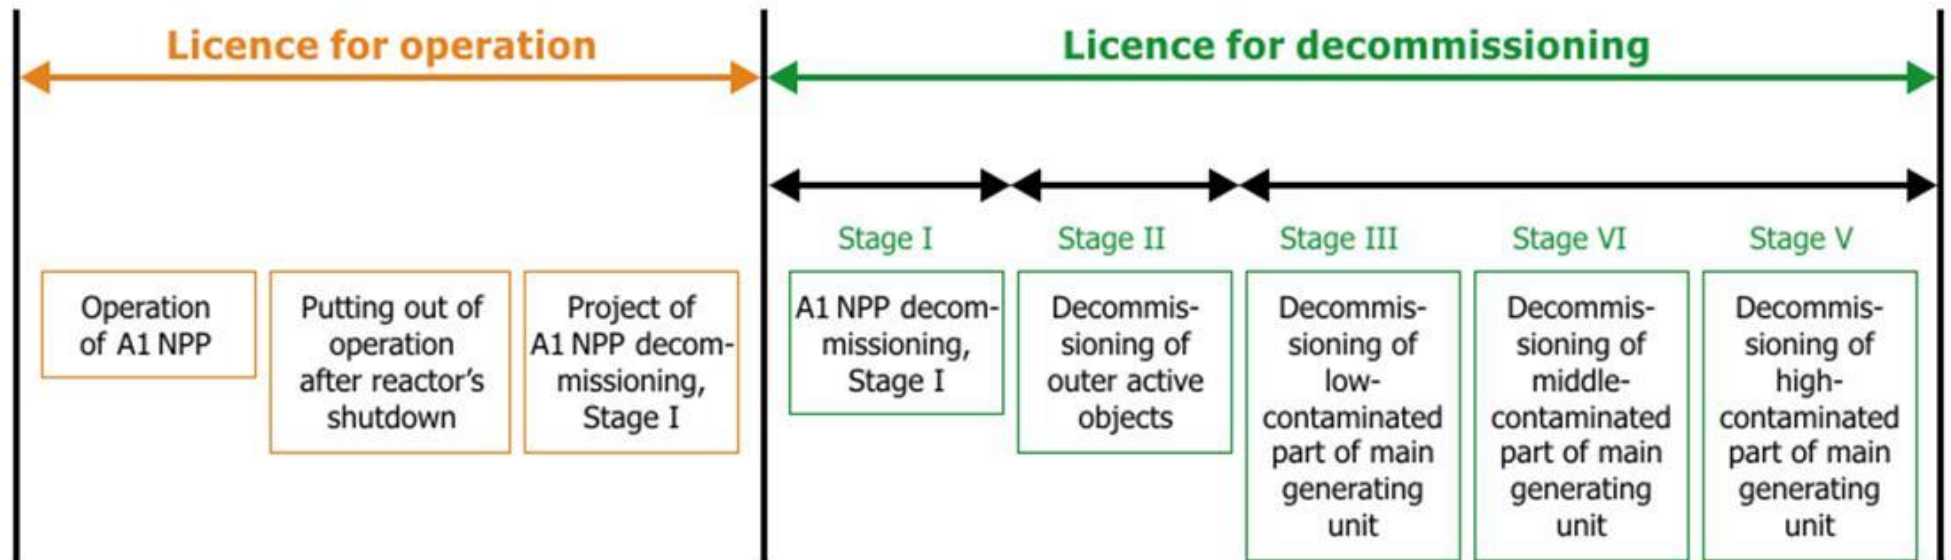 Licence for operation
Licence for decommissioning
Stage I
Stage II
Stage III
Stage VI
Stage V
Operation
of A1 NPP
Putting out of
operation
after reactor's
shutdown
Project of
A1 NPP decom-
missioning,
Stage I
A1 NPP decom-
missioning,
Stage I
Decommis-
sioning of
outer active
objects
Decommis-
sioning of
low-
contaminated
part of main
generating
unit
Decommis-
sioning of
middle-
contaminated
part of main
generating
unit
Decommis-
sioning of
high-
contaminated
part of main
generating
unit